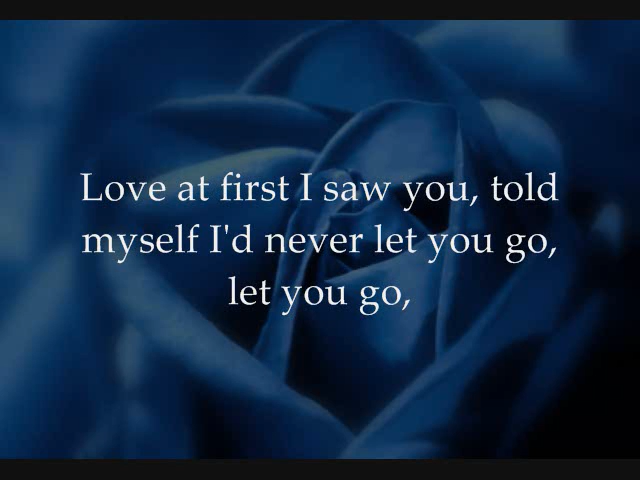 Love at first I saw you, told
myself I'd never let you go,
let you go,